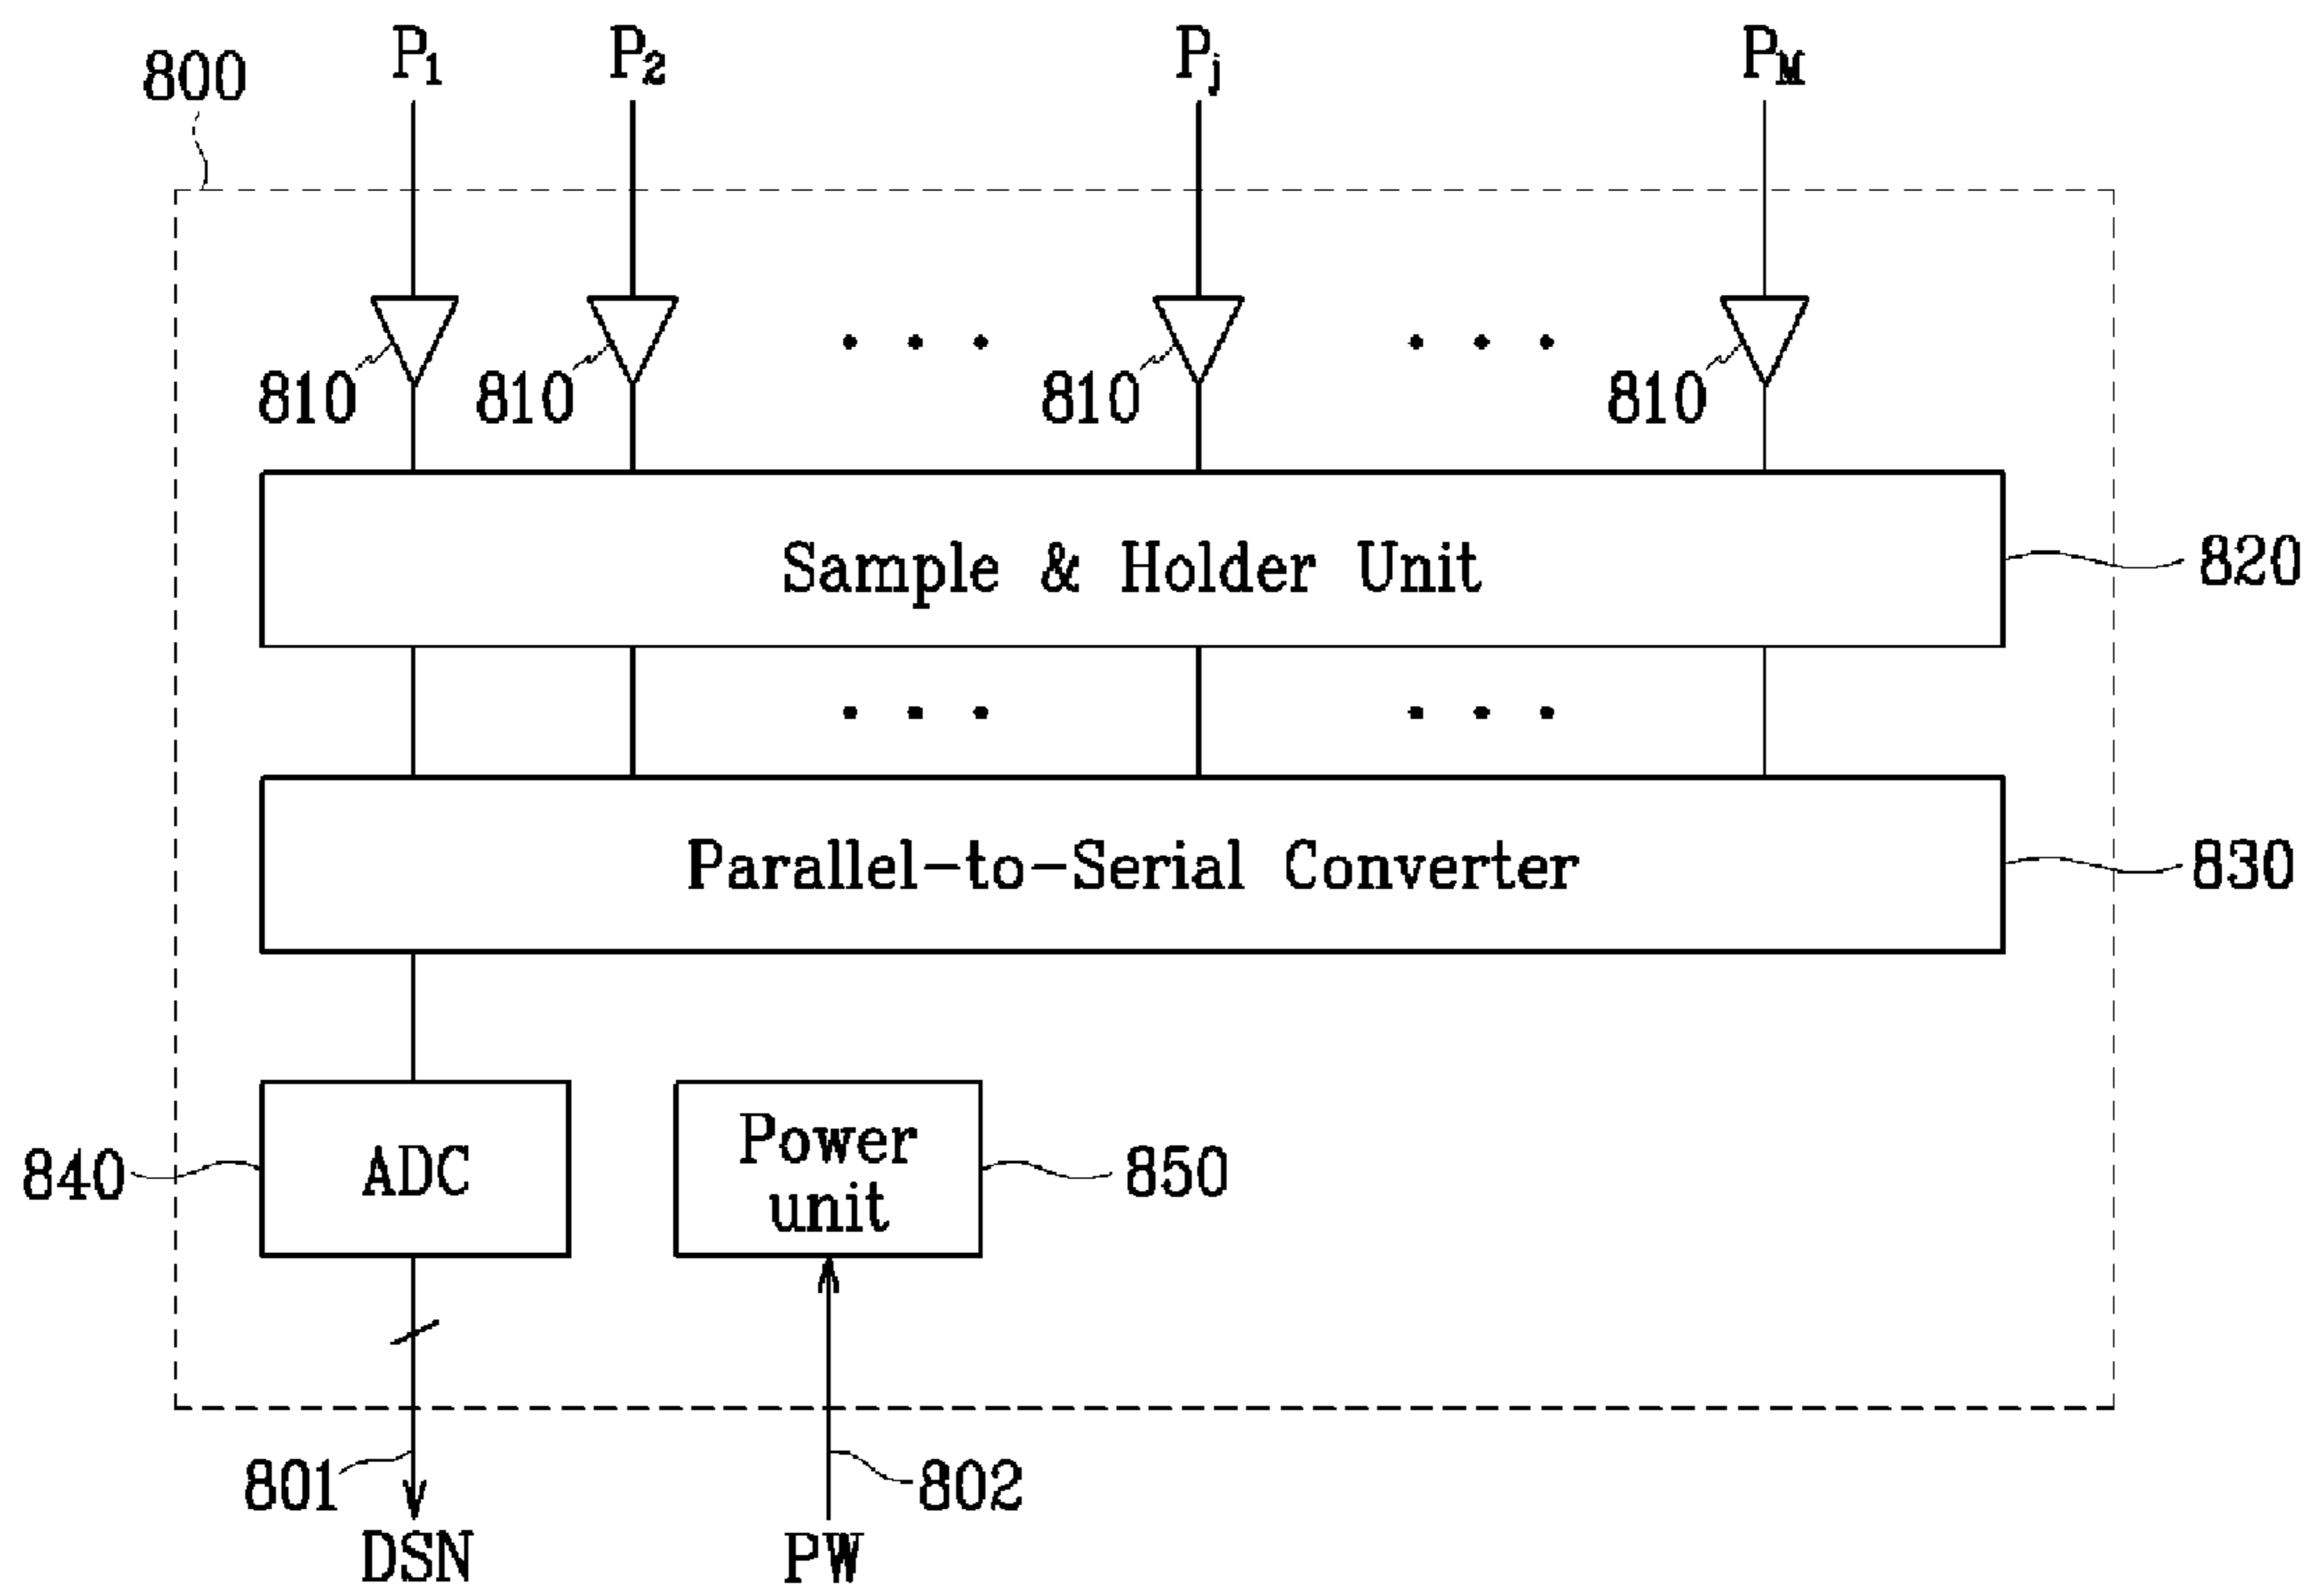 800 P1 P2 Pj PM
810 810 810 810
Sample & Holder Unit 820
Parallel-to-Serial Converter 830
840 ADC Power unit 850
801 802
DSN PW